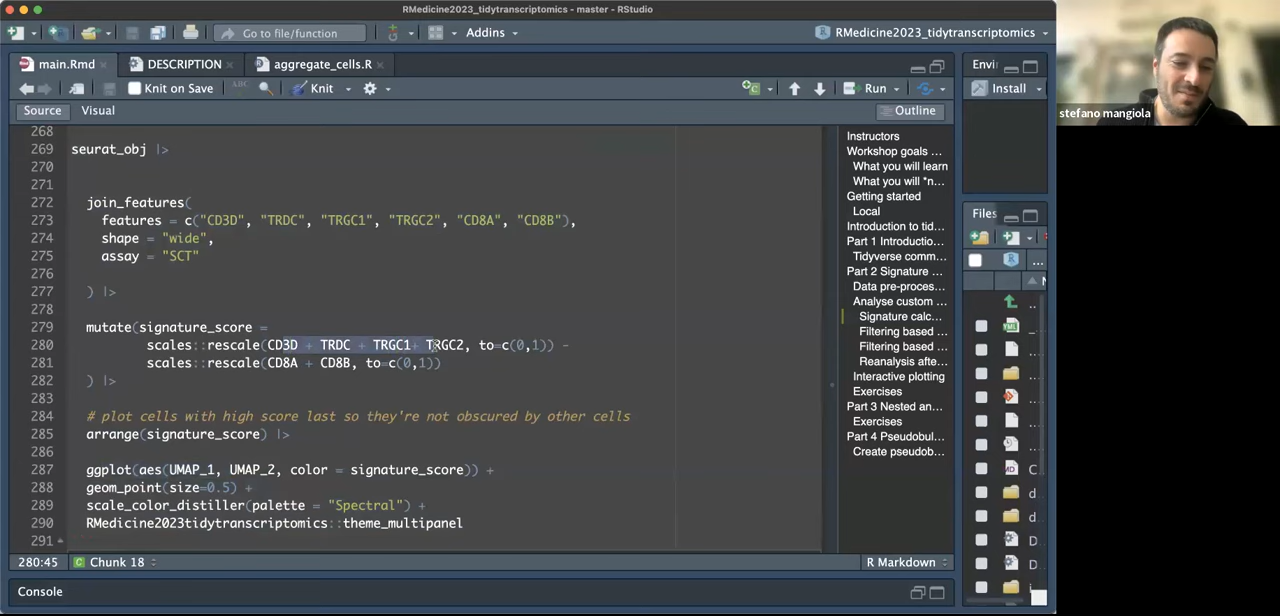 RMedicine2023_tidytranscriptomics - master - RStudio
Go to file/function
Addins
RMedicine2023_tidytranscriptomics
main.Rmd
DESCRIPTION
aggregate_cells.R
Knit on Save
ABC
Knit
Run
Source
Visual
Outline
268
269 seurat_obj |>
270
271
272 join_features(
273 features = c("CD3D", "TRDC", "TRGC1", "TRGC2", "CD8A", "CD8B"),
274 shape = "wide",
275 assay = "SCT"
276
277 ) |>
278
279 mutate(signature_score =
280 scales::rescale(CD3D + TRDC + TRGC1+ TRGC2, to=c(0,1)) -
281 scales::rescale(CD8A + CD8B, to=c(0,1))
282 ) |>
283
284 # plot cells with high score last so they're not obscured by other cells
285 arrange(signature_score) |>
286
287 ggplot(aes(UMAP_1, UMAP_2, color = signature_score)) +
288 geom_point(size=0.5) +
289 scale_color_distiller(palette = "Spectral") +
290 RMedicine2023tidytranscriptomics::theme_multipanel
291
280:45
Chunk 18
R Markdown
Console
Instructors
Workshop goals ...
What you will learn
What you will *n...
Getting started
Local
Introduction to tid...
Part 1 Introductio...
Tidyverse comm...
Part 2 Signature ...
Data pre-proces...
Analyse custom ...
Signature calc...
Filtering based ...
Filtering based ...
Reanalysis afte...
Interactive plotting
Exercises
Part 3 Nested an...
Exercises
Part 4 Pseudobul...
Create pseudob...
Envir
Install
Files
...
..
C
d
d
D
D
stefano mangiola